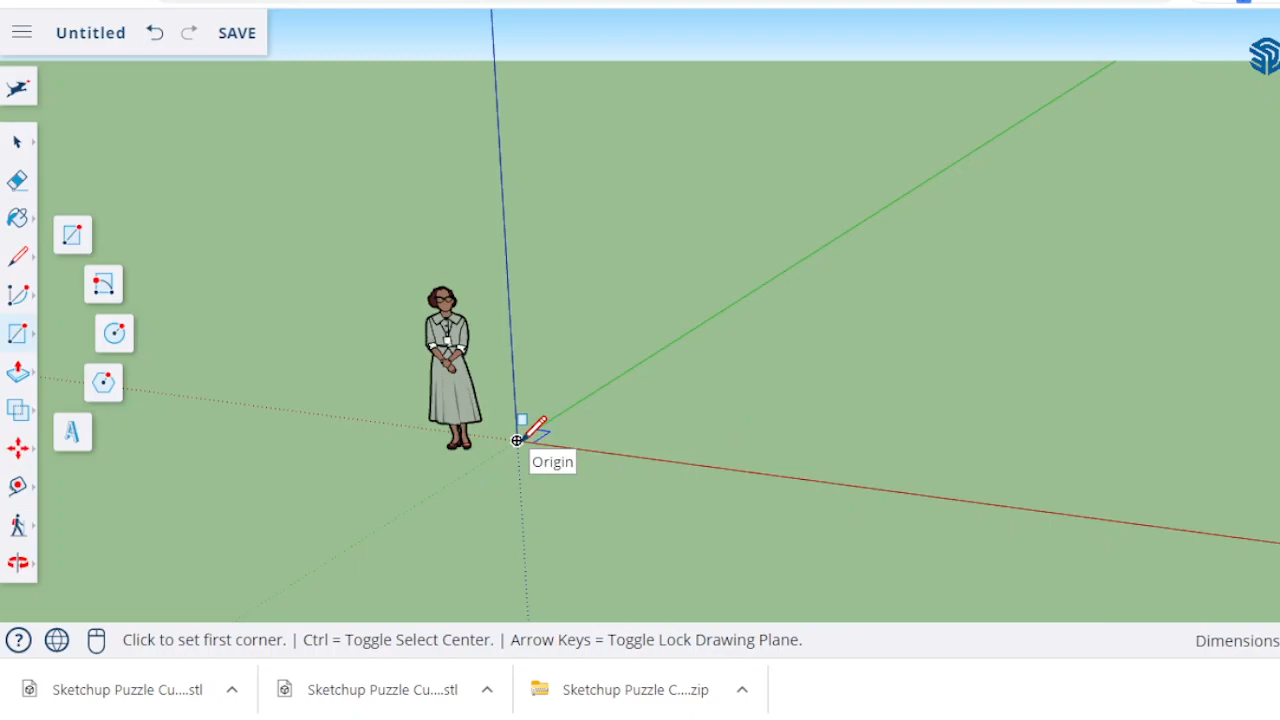 Untitled
SAVE
Origin
Click to set first corner. | Ctrl = Toggle Select Center. | Arrow Keys = Toggle Lock Drawing Plane.
Dimensions
Sketchup Puzzle Cu....stl
Sketchup Puzzle Cu....stl
Sketchup Puzzle C....zip